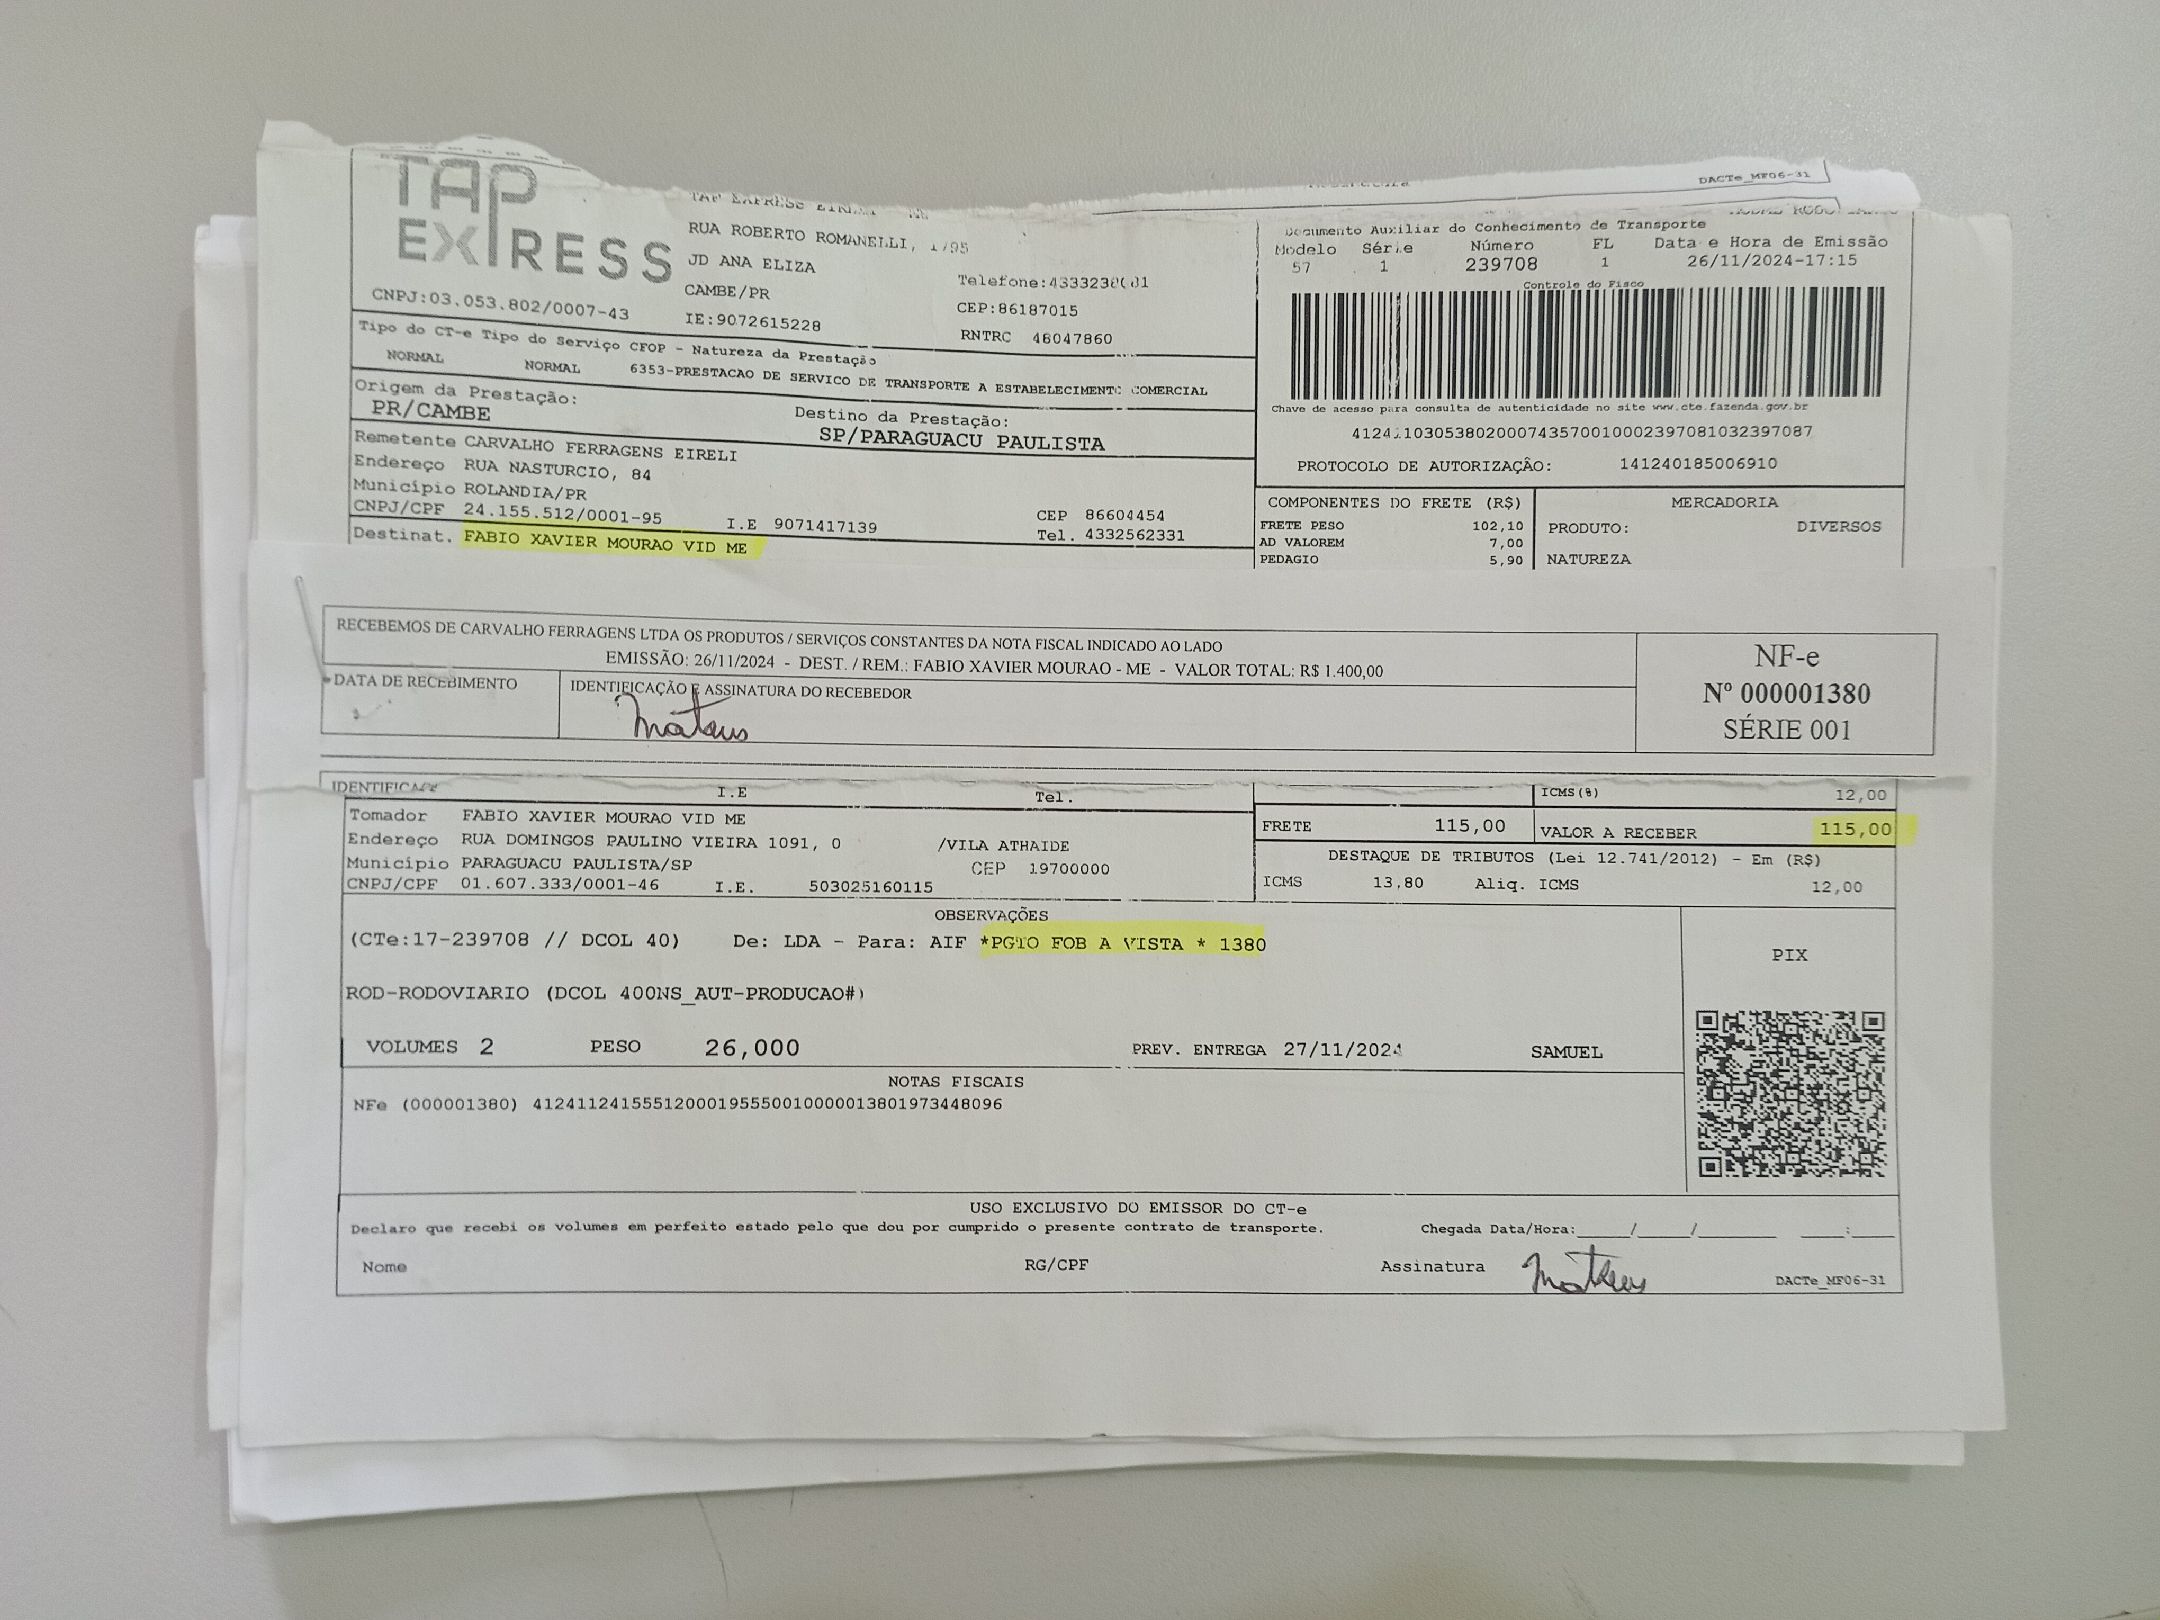 DACTe_MF06-31
TAP EXPRESS
RUA ROBERTO ROMANELLI, 1795
JD ANA ELIZA
CAMBE/PR
CEP:86187015
CNPJ:03.053.802/0007-43
IE:9072615228
RNTRC 48047860
Documento Auxiliar do Conhecimento de Transporte
Modelo Série Número FL Data e Hora de Emissão
57 1 239708 1 26/11/2024-17:15
Controle do Fisco
Tipo do CT-e Tipo do Serviço CFOP - Natureza da Prestação
NORMAL NORMAL 6353-PRESTACAO DE SERVICO DE TRANSPORTE A ESTABELECIMENTO COMERCIAL
Origem da Prestação:
PR/CAMBE
Destino da Prestação:
SP/PARAGUACU PAULISTA
Chave de acesso para consulta de autenticidade no site www.cte.fazenda.gov.br
41241103053802000743570010002397081032397087
PROTOCOLO DE AUTORIZAÇÃO: 141240185006910
Remetente CARVALHO FERRAGENS EIRELI
Endereço RUA NASTURCIO, 84
Município ROLANDIA/PR
CEP 86604454
CNPJ/CPF 24.155.512/0001-95 I.E 9071417139
Tel. 4332562331
Destinat. FABIO XAVIER MOURAO VID ME
COMPONENTES DO FRETE (R$)
FRETE PESO 102,10
AD VALOREM 7,00
PEDAGIO 5,90
MERCADORIA
PRODUTO: DIVERSOS
NATUREZA
RECEBEMOS DE CARVALHO FERRAGENS LTDA OS PRODUTOS / SERVIÇOS CONSTANTES DA NOTA FISCAL INDICADO AO LADO
EMISSÃO: 26/11/2024 - DEST. / REM.: FABIO XAVIER MOURAO - ME - VALOR TOTAL: R$ 1.400,00
DATA DE RECEBIMENTO
IDENTIFICAÇÃO E ASSINATURA DO RECEBEDOR
Mateus
NF-e
Nº 000001380
SÉRIE 001
I.E Tel.
ICMS(%) 12,00
Tomador FABIO XAVIER MOURAO VID ME
Endereço RUA DOMINGOS PAULINO VIEIRA 1091, 0 /VILA ATHAIDE
Município PARAGUACU PAULISTA/SP CEP 19700000
CNPJ/CPF 01.607.333/0001-46 I.E. 503025160115
FRETE 115,00 VALOR A RECEBER 115,00
DESTAQUE DE TRIBUTOS (Lei 12.741/2012) - Em (R$)
ICMS 13,80 Aliq. ICMS 12,00
OBSERVAÇÕES
(CTe:17-239708 // DCOL 40) De: LDA - Para: AIF *PGTO FOB A VISTA * 1380
ROD-RODOVIARIO (DCOL 400NS_AUT-PRODUCAO#)
VOLUMES 2 PESO 26,000 PREV. ENTREGA 27/11/2024 SAMUEL
PIX
NOTAS FISCAIS
NFe (000001380) 41241124155512000195550010000013801973448096
USO EXCLUSIVO DO EMISSOR DO CT-e
Declaro que recebi os volumes em perfeito estado pelo que dou por cumprido o presente contrato de transporte.
Chegada Data/Hora:____/____/______ ___:___
Nome RG/CPF Assinatura Mateus
DACTe_MF06-31